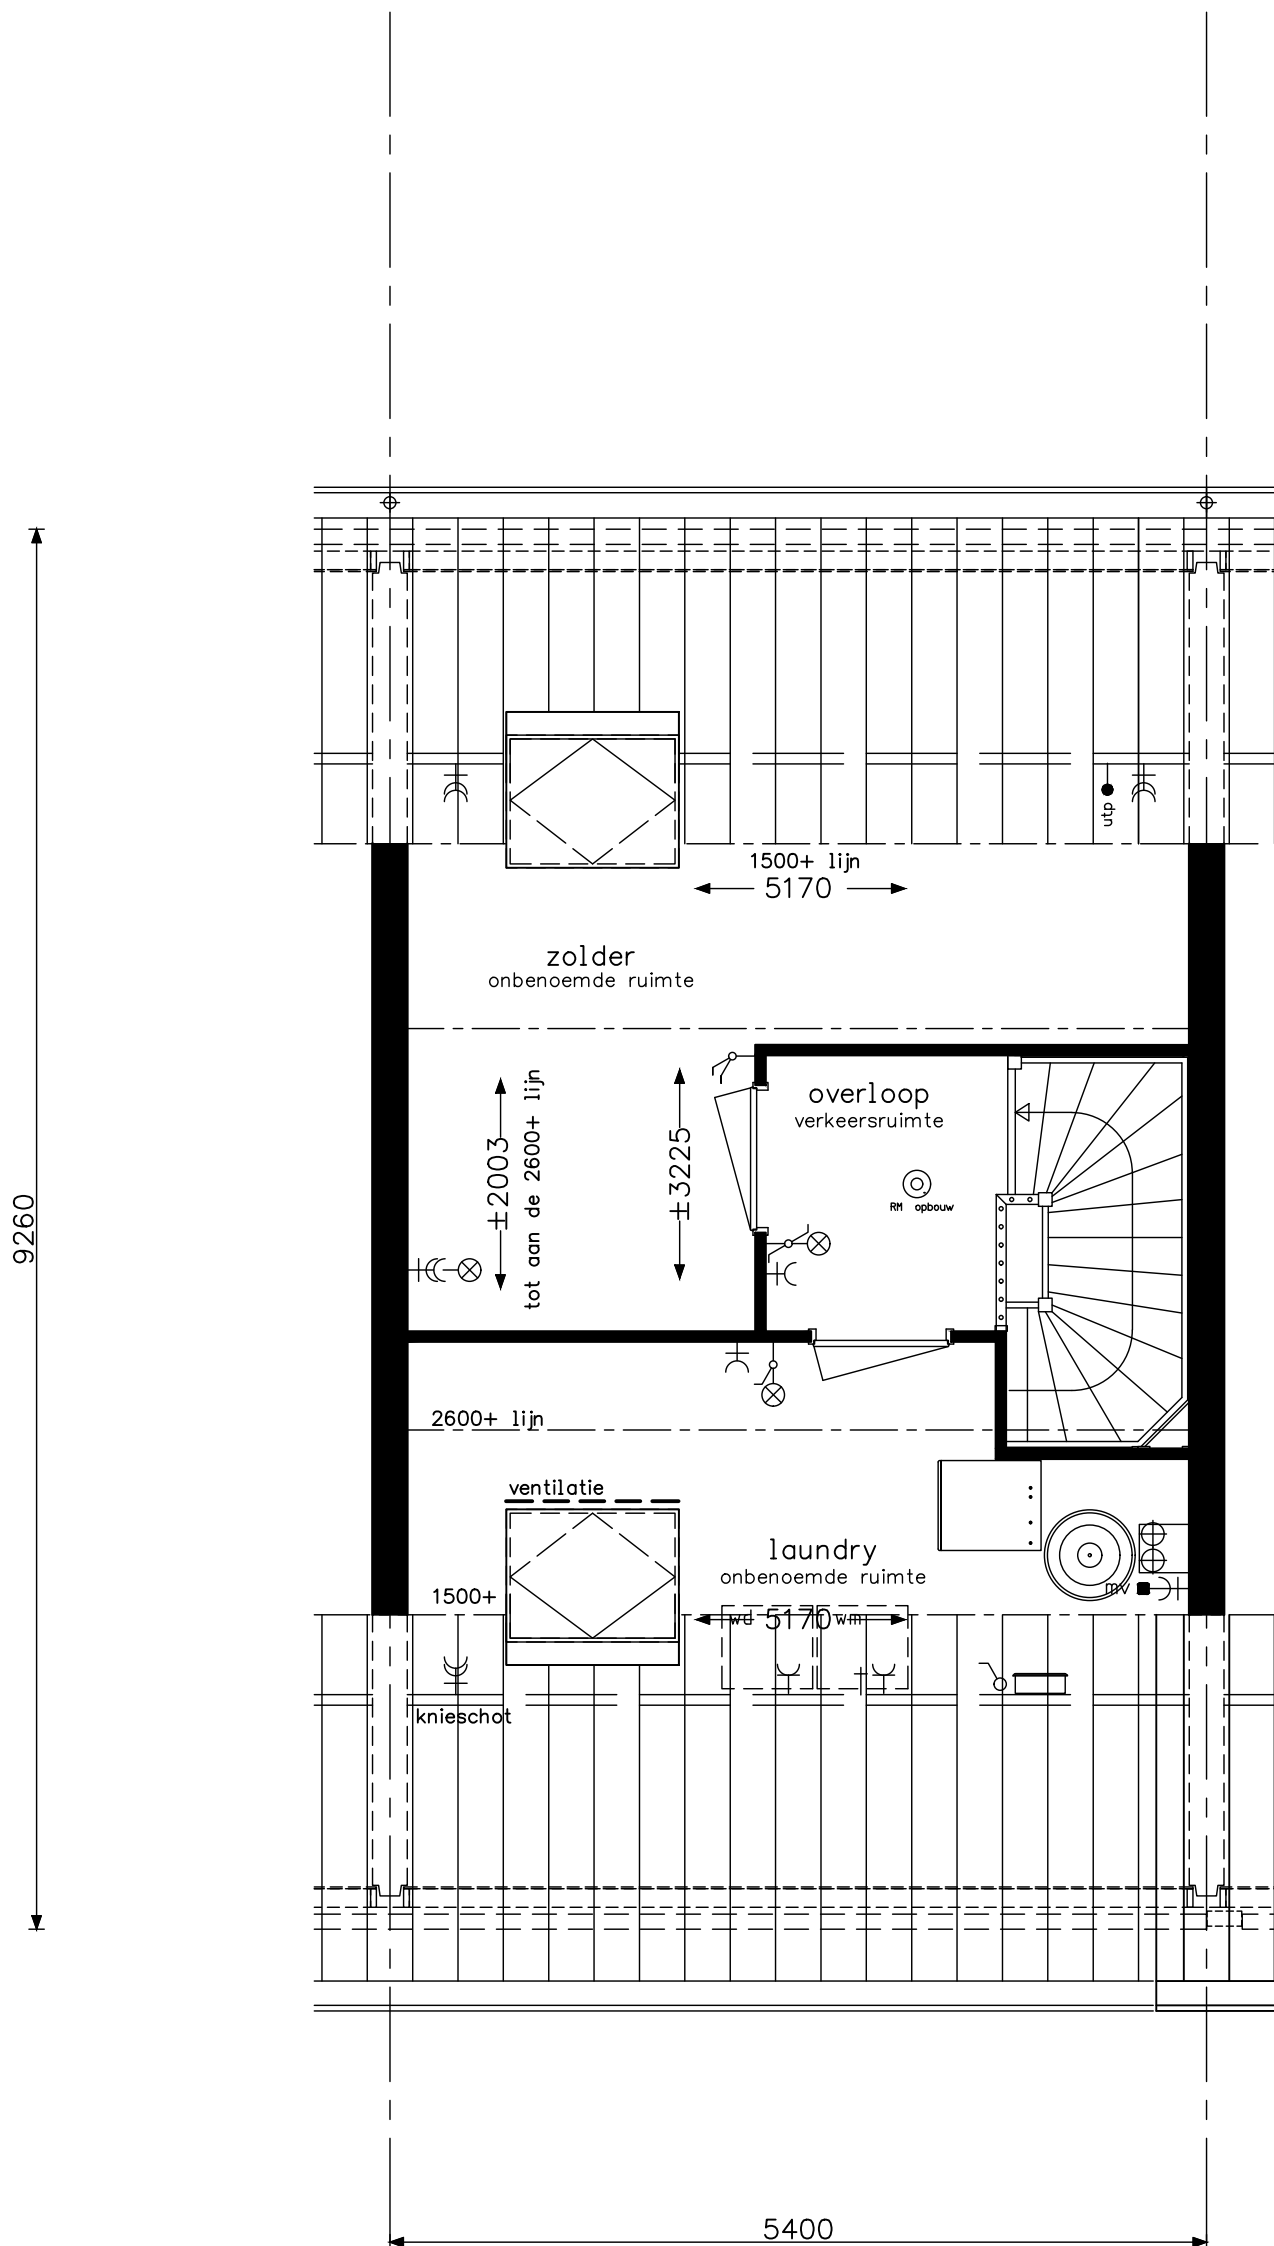 utp
1500+ lijn
5170
zolder
onbenoemde ruimte
overloop
verkeersruimte
±2003
tot aan de 2600+ lijn
±3225
RM opbouw
9260
2600+ lijn
ventilatie
laundry
onbenoemde ruimte
mv
1500+
wd 5170 wm
knieschot
5400